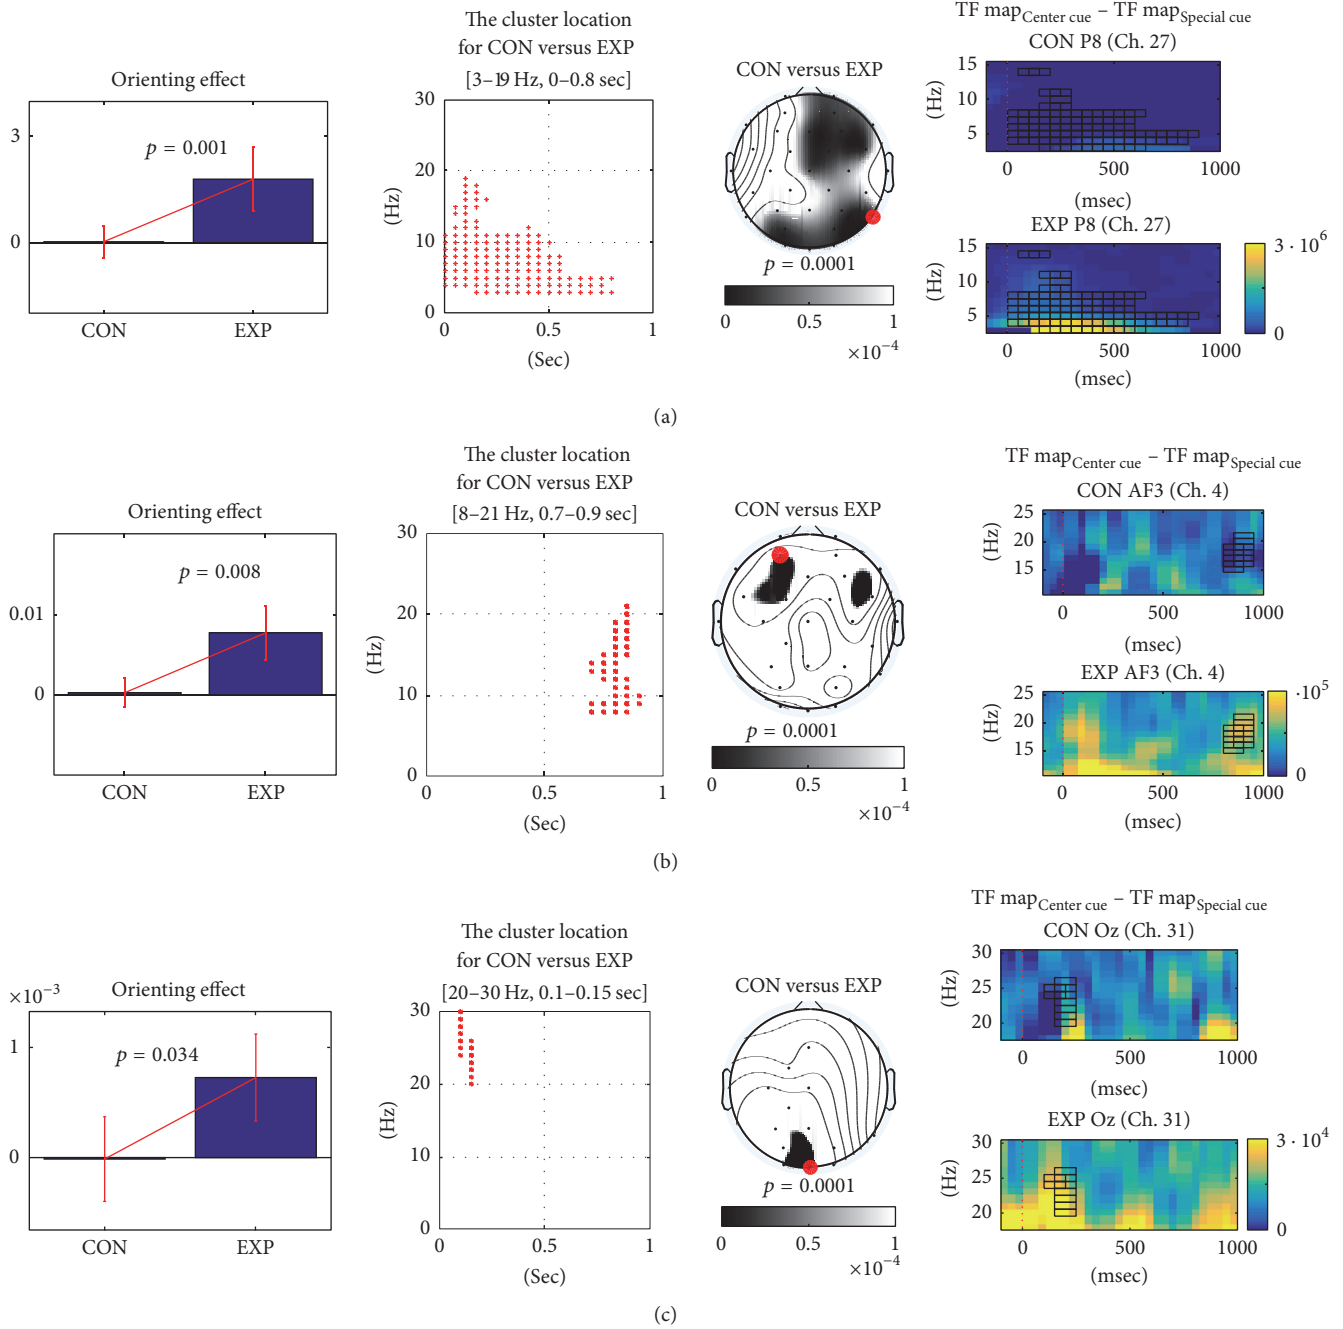 Orienting effect
3
0
p = 0.001
CON EXP
The cluster location
for CON versus EXP
[3–19 Hz, 0–0.8 sec]
30
20
10
0
(Hz)
0 0.5 1
(Sec)
CON versus EXP
p = 0.0001
0 1
×10−4
TF mapCenter cue – TF mapSpecial cue
CON P8 (Ch. 27)
15
10
5
(Hz)
0 500 1000
(msec)
EXP P8 (Ch. 27)
15
10
5
(Hz)
0 500 1000
(msec)
3 · 10^6
0
(a)
Orienting effect
0.01
0
p = 0.008
CON EXP
The cluster location
for CON versus EXP
[8–21 Hz, 0.7–0.9 sec]
30
20
10
0
(Hz)
0 0.5 1
(Sec)
CON versus EXP
p = 0.0001
0 1
×10−4
TF mapCenter cue – TF mapSpecial cue
CON AF3 (Ch. 4)
25
20
15
(Hz)
0 500 1000
(msec)
EXP AF3 (Ch. 4)
25
20
15
(Hz)
0 500 1000
(msec)
·10^5
0
(b)
×10−3
Orienting effect
1
0
p = 0.034
CON EXP
The cluster location
for CON versus EXP
[20–30 Hz, 0.1–0.15 sec]
30
20
10
0
(Hz)
0 0.5 1
(Sec)
CON versus EXP
p = 0.0001
0 1
×10−4
TF mapCenter cue – TF mapSpecial cue
CON Oz (Ch. 31)
30
25
20
(Hz)
0 500 1000
(msec)
EXP Oz (Ch. 31)
30
25
20
(Hz)
0 500 1000
(msec)
3 · 10^4
0
(c)